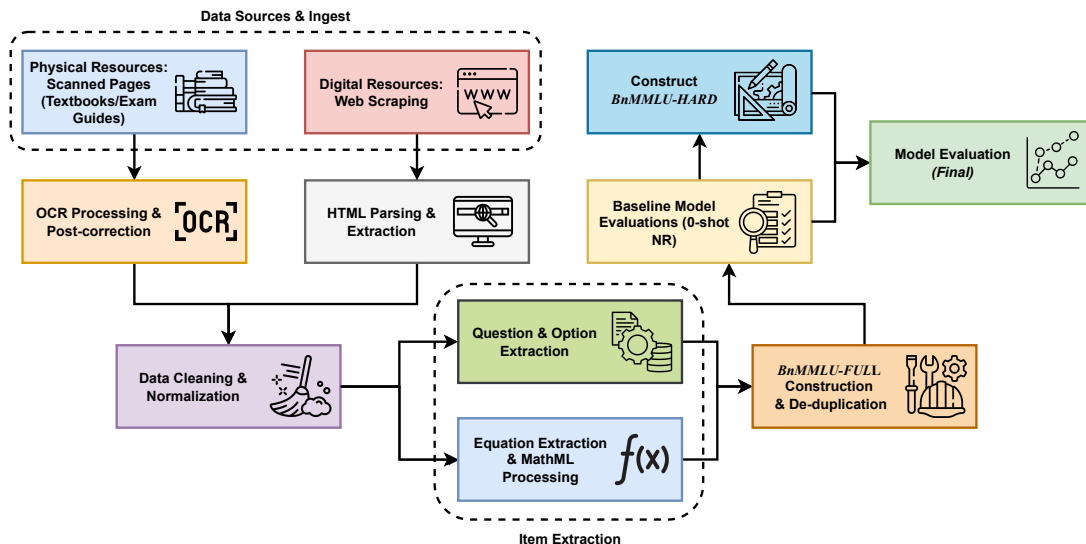 Data Sources & Ingest
Physical Resources:
Scanned Pages
(Textbooks/Exam
Guides)
Digital Resources:
Web Scraping
WWW
OCR Processing &
Post-correction
[OCR]
HTML Parsing &
Extraction
Data Cleaning &
Normalization
Question & Option
Extraction
Equation Extraction
& MathML
Processing
f(x)
Item Extraction
BnMMLU-FULL
Construction
& De-duplication
Baseline Model
Evaluations (0-shot
NR)
Construct
BnMMLU-HARD
Model Evaluation
(Final)